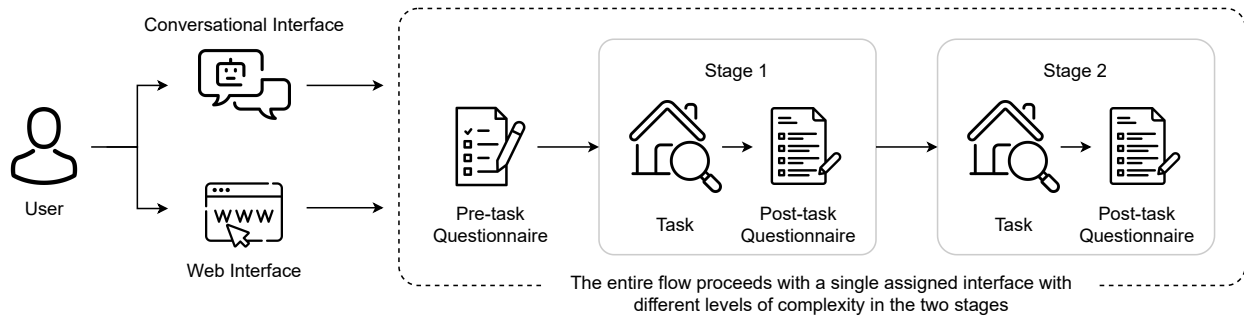 Conversational Interface
User
WWW
Web Interface
Pre-task
Questionnaire
Stage 1
Task
Post-task
Questionnaire
Stage 2
Task
Post-task
Questionnaire
The entire flow proceeds with a single assigned interface with
different levels of complexity in the two stages